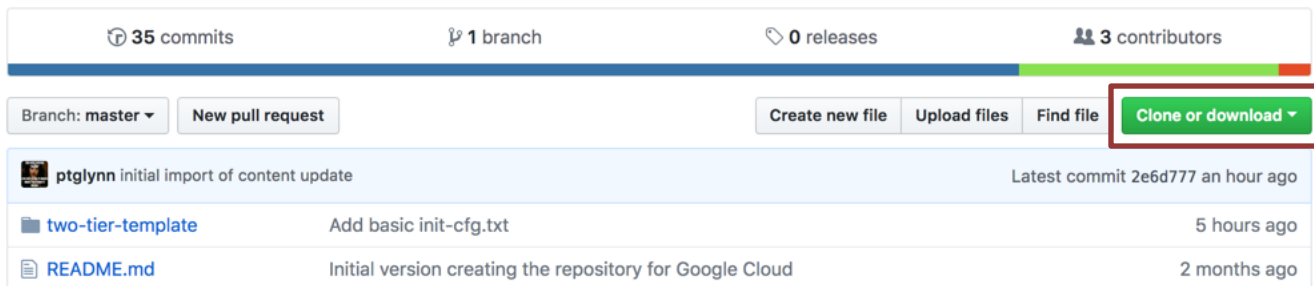 35 commits 1 branch 0 releases 3 contributors
Branch: master New pull request Create new file Upload files Find file Clone or download
ptglynn initial import of content update Latest commit 2e6d777 an hour ago
two-tier-template Add basic init-cfg.txt 5 hours ago
README.md Initial version creating the repository for Google Cloud 2 months ago